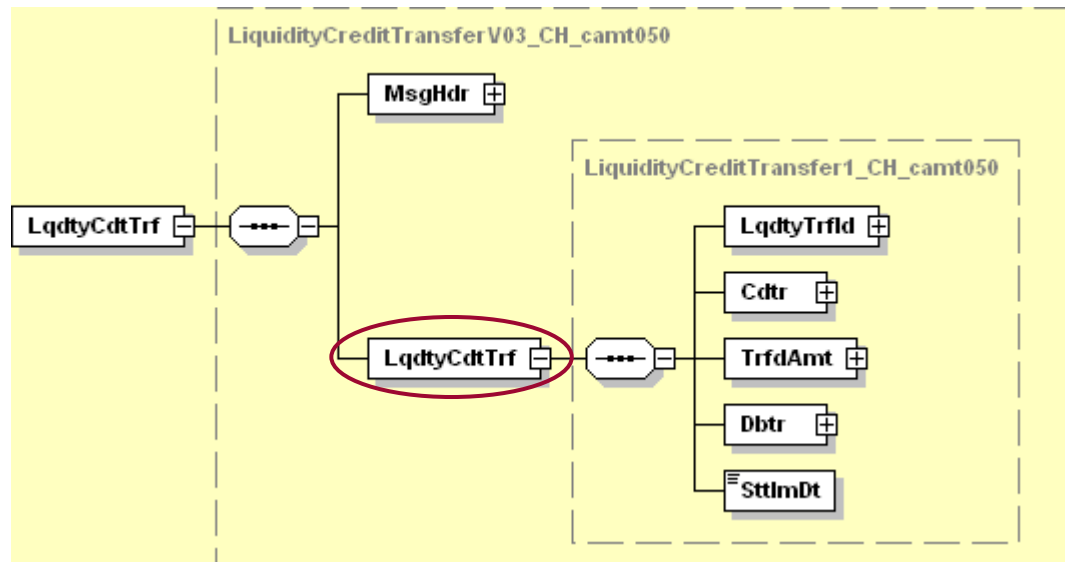 LiquidityCreditTransferV03_CH_camt050
MsgHdr
LiquidityCreditTransfer1_CH_camt050
LqdtyCdtTrf
LqdtyTrfId
Cdtr
LqdtyCdtTrf
TrfdAmt
Dbtr
SttlmDt